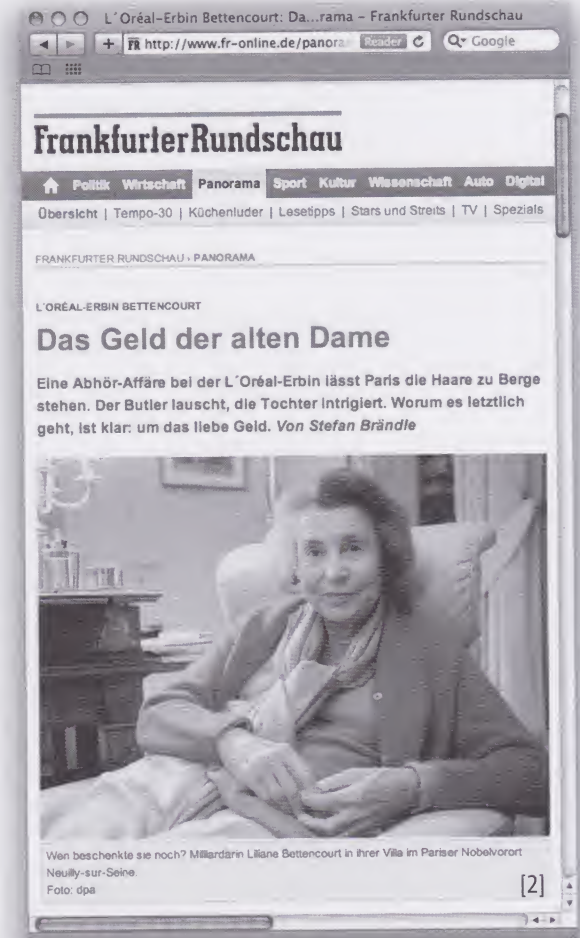 L´Oréal-Erbin Bettencourt: Da...rama – Frankfurter Rundschau
FR http://www.fr-online.de/panora Reader Google
FrankfurterRundschau
Politik Wirtschaft Panorama Sport Kultur Wissenschaft Auto Digital
Übersicht | Tempo-30 | Küchenluder | Lesetipps | Stars und Streits | TV | Spezials
FRANKFURTER RUNDSCHAU › PANORAMA
L´ORÉAL-ERBIN BETTENCOURT
Das Geld der alten Dame
Eine Abhör-Affäre bei der L´Oréal-Erbin lässt Paris die Haare zu Berge
stehen. Der Butler lauscht, die Tochter intrigiert. Worum es letztlich
geht, ist klar: um das liebe Geld. Von Stefan Brändle
Wen beschenkte sie noch? Milliardärin Liliane Bettencourt in ihrer Villa im Pariser Nobelvorort
Neuilly-sur-Seine.
Foto: dpa
[2]